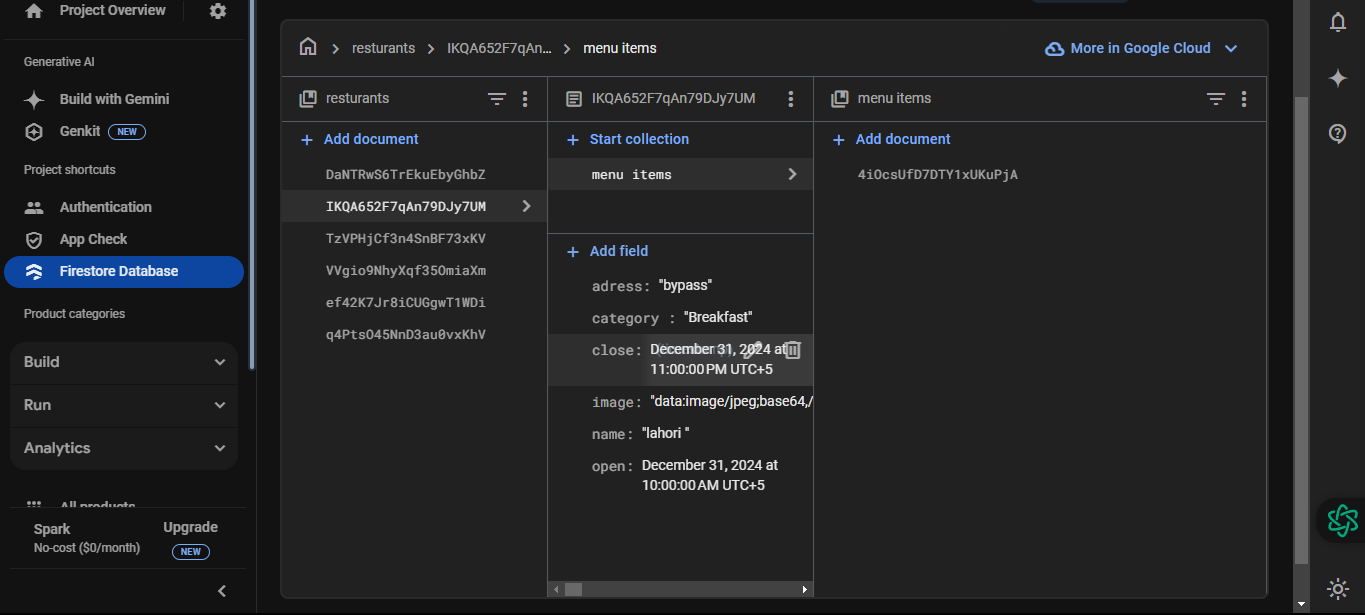 Project Overview
Generative AI
Build with Gemini
Genkit NEW
Project shortcuts
Authentication
App Check
Firestore Database
Product categories
Build
Run
Analytics
All products
Spark
No-cost ($0/month)
Upgrade
NEW
resturants
IKQA652F7qAn...
menu items
More in Google Cloud
resturants
Add document
DaNTRwS6TrEkuEbyGhbZ
IKQA652F7qAn79DJy7UM
TzVPHjCf3n4SnBF73xKV
VVgio9NhyXqf35OmiaXm
ef42K7Jr8iCUGgwT1WDi
q4PtsO45NnD3au0vxKhV
IKQA652F7qAn79DJy7UM
Start collection
menu items
Add field
adress: "bypass"
category : "Breakfast"
close: December 31, 2024 at
11:00:00 PM UTC+5
image: "data:image/jpeg;base64,/
name: "lahori "
open: December 31, 2024 at
10:00:00 AM UTC+5
menu items
Add document
4iOcsUfD7DTY1xUKuPjA